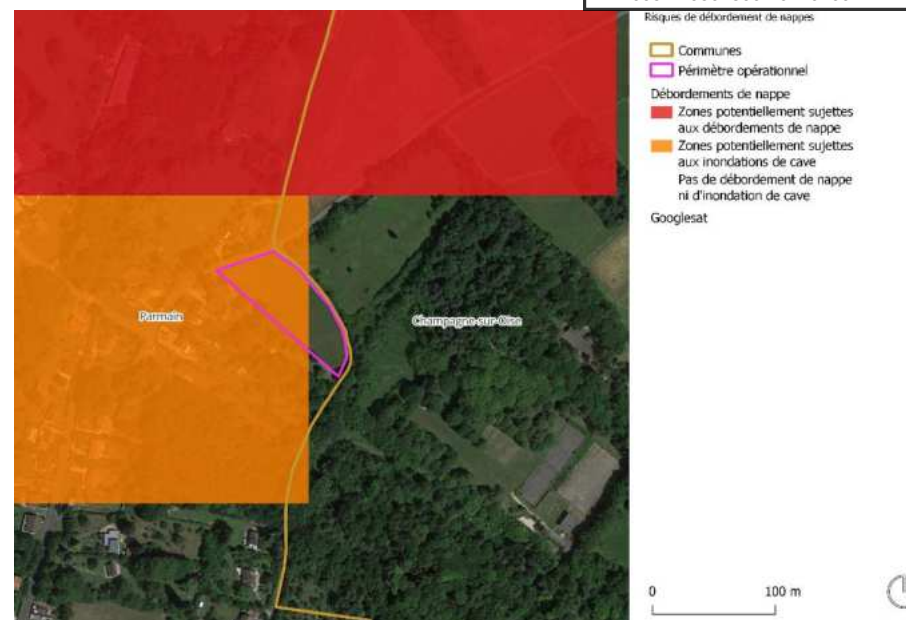 Risques de débordement de nappes
Communes
Périmètre opérationnel
Débordements de nappe
Zones potentiellement sujettes
aux débordements de nappe
Zones potentiellement sujettes
aux inondations de cave
Pas de débordement de nappe
ni d'inondation de cave
Googlesat
Parmain
Champagne-sur-Oise
0 100 m